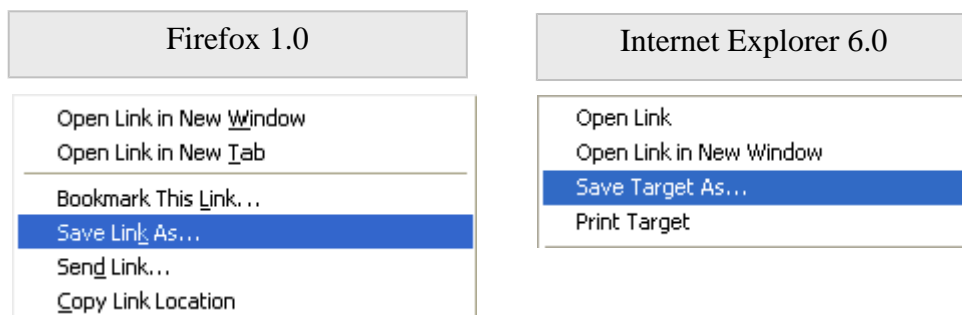 Firefox 1.0
Open Link in New Window
Open Link in New Tab
Bookmark This Link...
Save Link As...
Send Link...
Copy Link Location
Internet Explorer 6.0
Open Link
Open Link in New Window
Save Target As...
Print Target